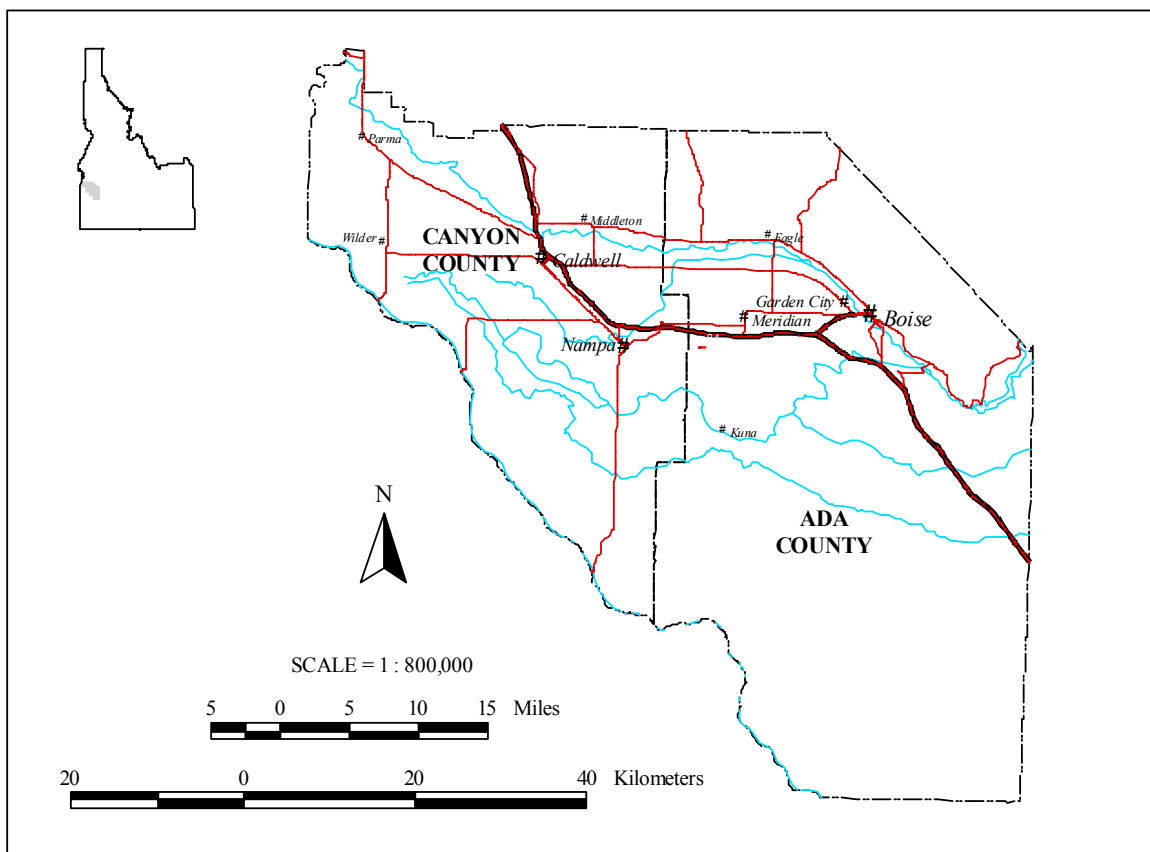 # Parma
# Middleton
Wilder #
# Eagle
CANYON
COUNTY
# Caldwell
Garden City #
# Boise
# Meridian
Nampa #
# Kuna
N
ADA
COUNTY
SCALE = 1 : 800,000
5 0 5 10 15 Miles
20 0 20 40 Kilometers